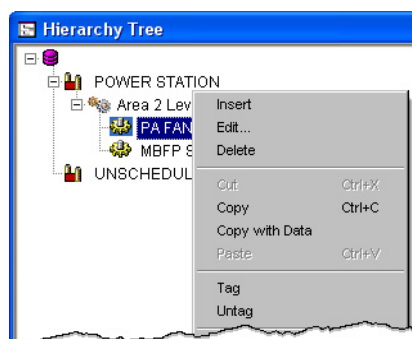 Hierarchy Tree
POWER STATION
Area 2 Lev
PA FAN
MBFP S
UNSCHEDUL
Insert
Edit...
Delete
Cut Ctrl+X
Copy Ctrl+C
Copy with Data
Paste Ctrl+V
Tag
Untag